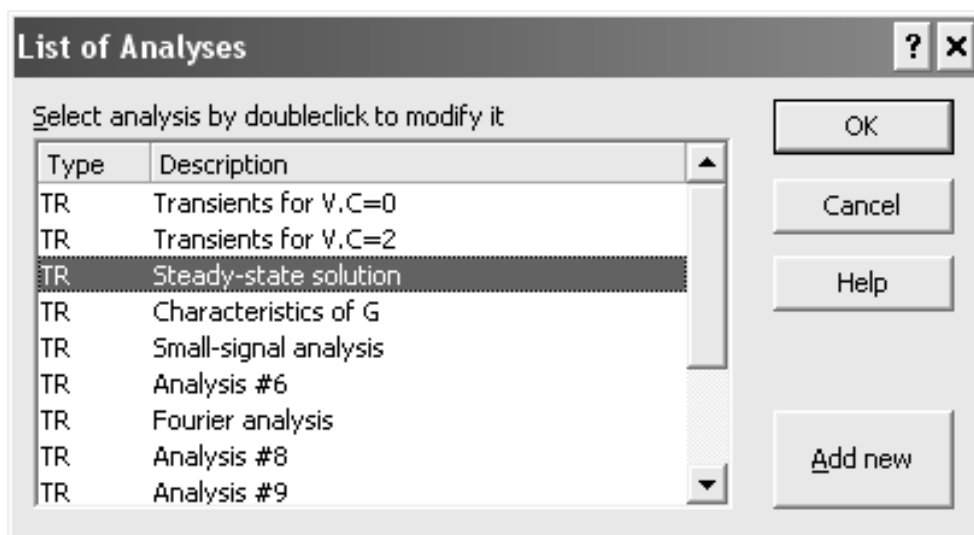 List of Analyses
Select analysis by doubleclick to modify it
Type Description
TR Transients for V.C=0
TR Transients for V.C=2
TR Steady-state solution
TR Characteristics of G
TR Small-signal analysis
TR Analysis #6
TR Fourier analysis
TR Analysis #8
TR Analysis #9
OK
Cancel
Help
Add new